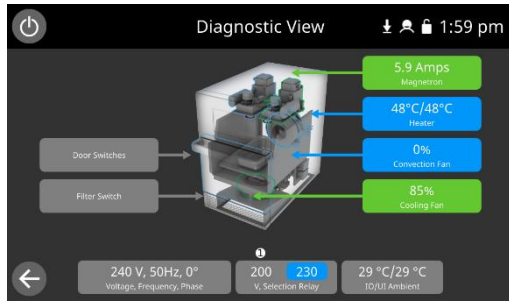 Diagnostic View
1:59 pm
5.9 Amps
Magnetron
48°C/48°C
Heater
Door Switches
0%
Convection Fan
Filter Switch
85%
Cooling Fan
❶
240 V, 50Hz, 0°
Voltage, Frequency, Phase
200 230
V, Selection Relay
29 °C/29 °C
IO/UI Ambient